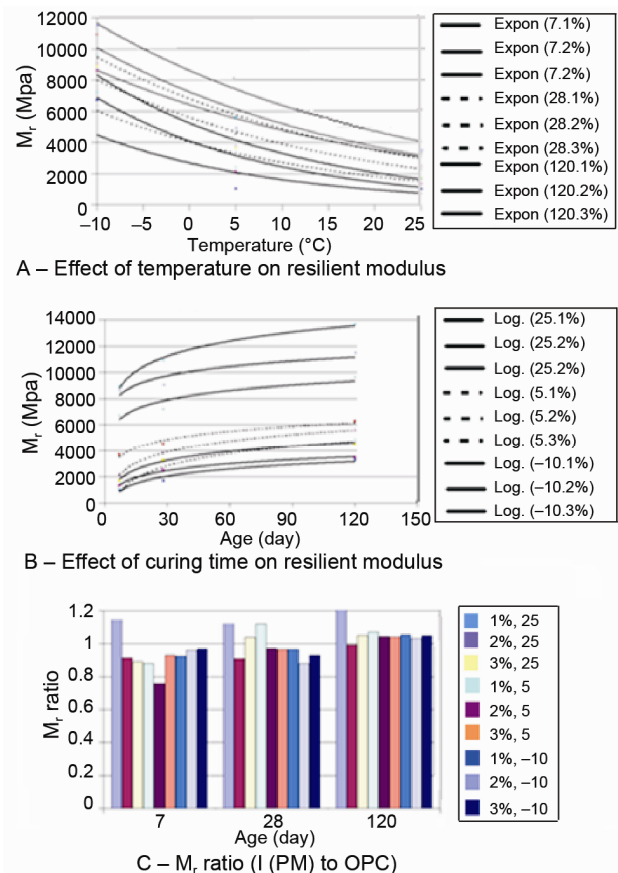 12000
10000
8000
6000
4000
2000
0
Mr (Mpa)
–10
–5
0
5
10
15
20
25
Temperature (°C)
Expon (7.1%)
Expon (7.2%)
Expon (7.2%)
Expon (28.1%)
Expon (28.2%)
Expon (28.3%)
Expon (120.1%)
Expon (120.2%)
Expon (120.3%)
A – Effect of temperature on resilient modulus
14000
12000
10000
8000
6000
4000
2000
0
Mr (Mpa)
0
30
60
90
120
150
Age (day)
Log. (25.1%)
Log. (25.2%)
Log. (25.2%)
Log. (5.1%)
Log. (5.2%)
Log. (5.3%)
Log. (–10.1%)
Log. (–10.2%)
Log. (–10.3%)
B – Effect of curing time on resilient modulus
1.2
1
0.8
0.6
0.4
0.2
0
Mr ratio
7
28
120
Age (day)
1%, 25
2%, 25
3%, 25
1%, 5
2%, 5
3%, 5
1%, –10
2%, –10
3%, –10
C – Mr ratio (I (PM) to OPC)